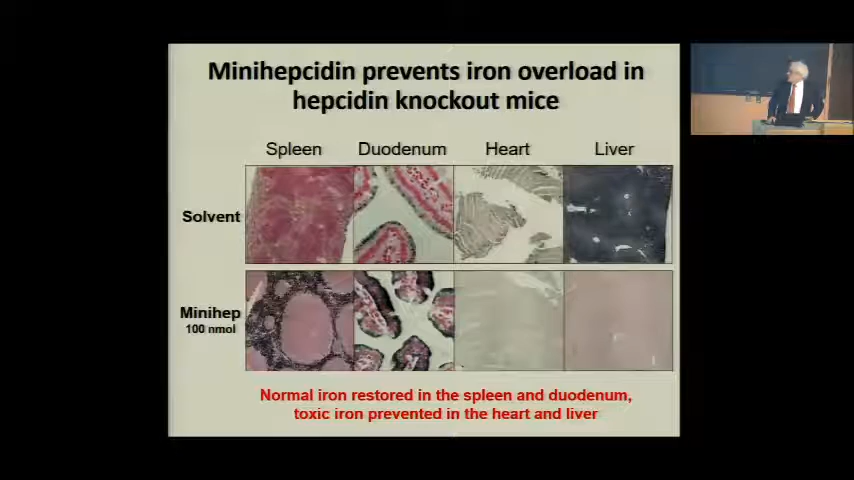 Minihepcidin prevents iron overload in
hepcidin knockout mice
Spleen Duodenum Heart Liver
Solvent
Minihep
100 nmol
Normal iron restored in the spleen and duodenum,
toxic iron prevented in the heart and liver